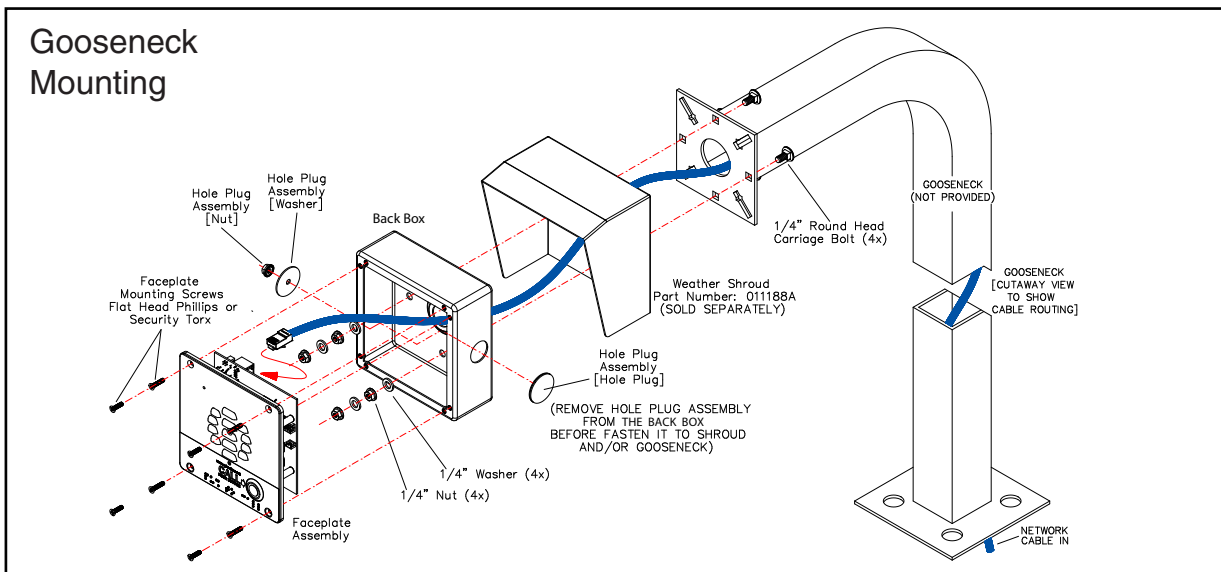 Gooseneck
Mounting
Hole Plug
Assembly
[Nut]
Hole Plug
Assembly
[Washer]
Back Box
Faceplate
Mounting Screws
Flat Head Phillips or
Security Torx
Faceplate
Assembly
CALL
1/4" Nut (4x)
1/4" Washer (4x)
Hole Plug
Assembly
[Hole Plug]
(REMOVE HOLE PLUG ASSEMBLY
FROM THE BACK BOX
BEFORE FASTEN IT TO SHROUD
AND/OR GOOSENECK)
Weather Shroud
Part Number: 011188A
(SOLD SEPARATELY)
1/4" Round Head
Carriage Bolt (4x)
GOOSENECK
(NOT PROVIDED)
GOOSENECK
[CUTAWAY VIEW
TO SHOW
CABLE ROUTING]
NETWORK
CABLE IN